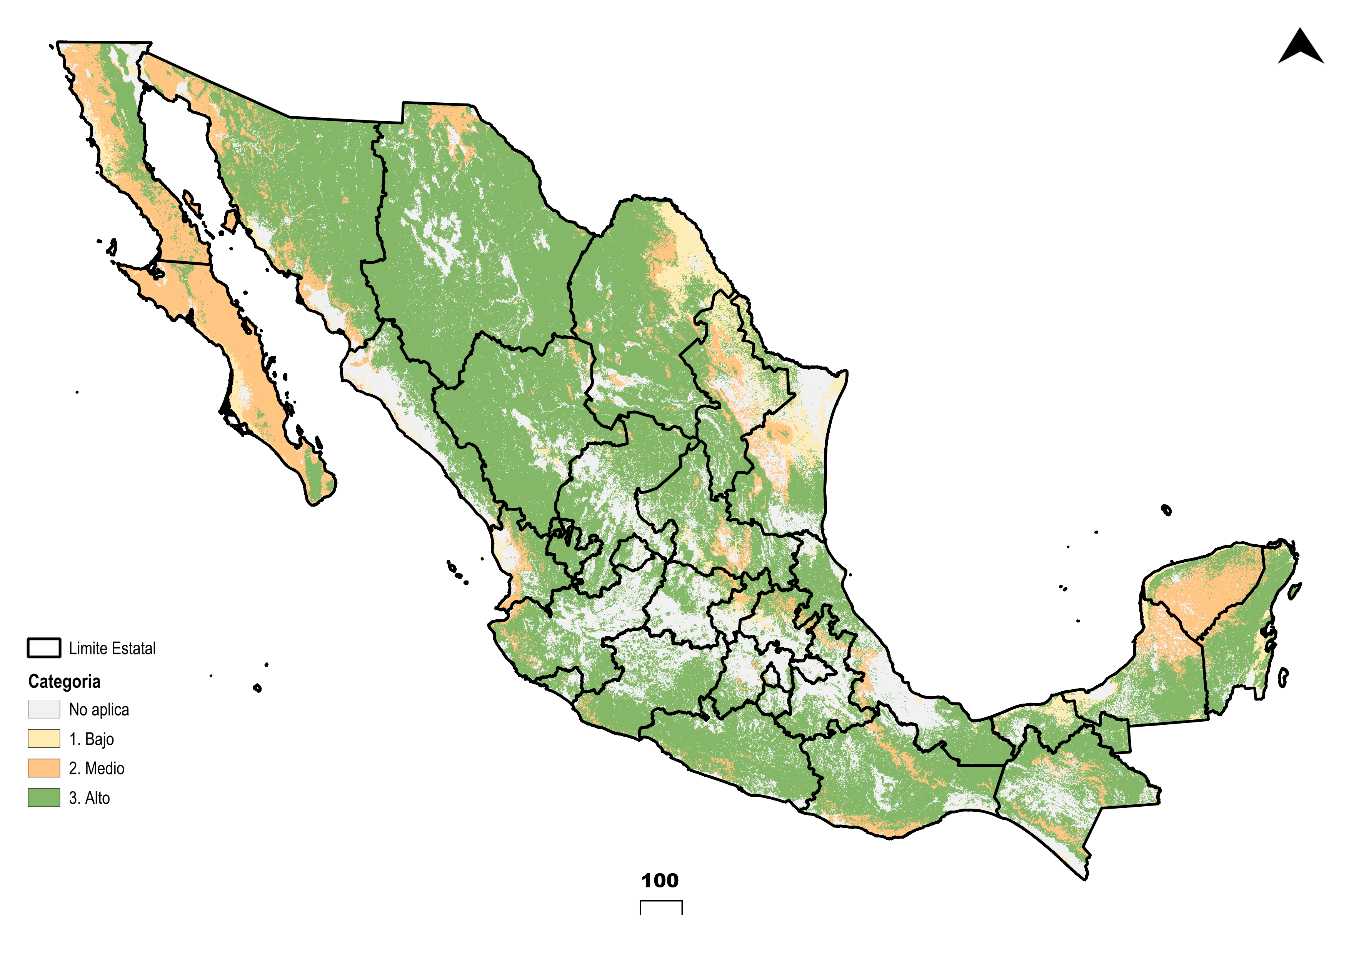 Limite Estatal
Categoria
No aplica
1. Bajo
2. Medio
3. Alto
100